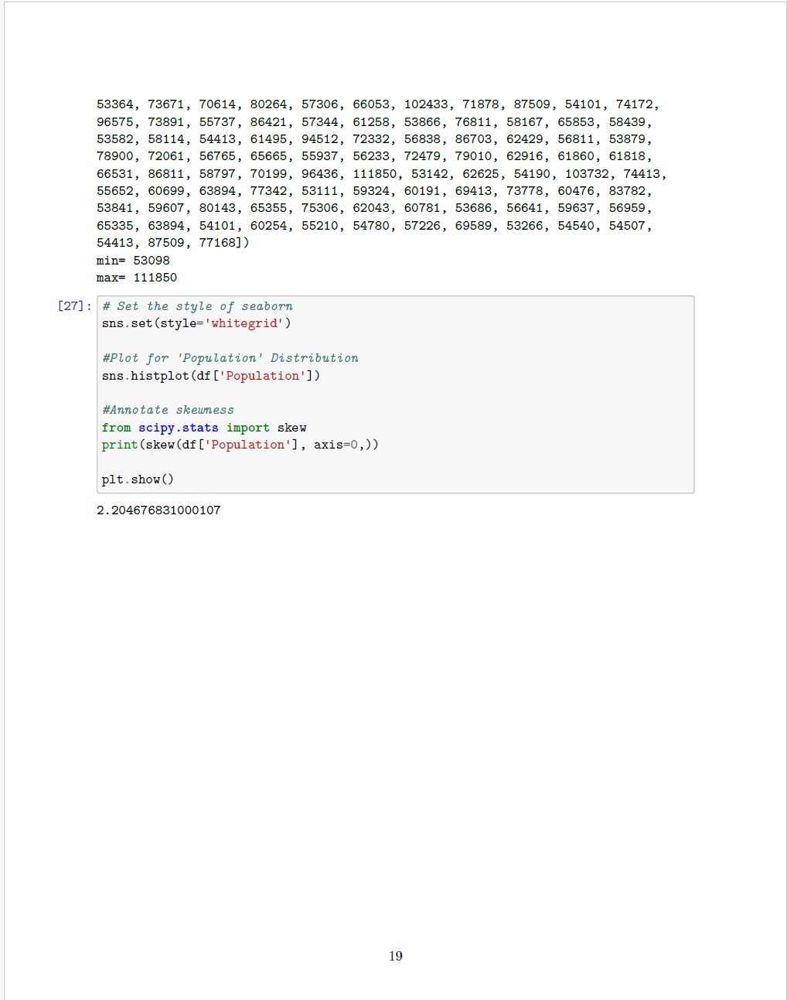 53364, 73671, 70614, 80264, 57306, 66053, 102433, 71878, 87509, 54101, 74172,
96575, 73891, 55737, 86421, 57344, 61258, 53866, 76811, 58167, 65853, 58439,
53582, 58114, 54413, 61495, 94512, 72332, 56838, 86703, 62429, 56811, 53879,
78900, 72061, 56765, 65665, 55937, 56233, 72479, 79010, 62916, 61860, 61818,
66531, 86811, 58797, 70199, 96436, 111850, 53142, 62625, 54190, 103732, 74413,
55652, 60699, 63894, 77342, 53111, 59324, 60191, 69413, 73778, 60476, 83782,
53841, 59607, 80143, 65355, 75306, 62043, 60781, 53686, 56641, 59637, 56959,
65335, 63894, 54101, 60254, 55210, 54780, 57226, 69589, 53266, 54540, 54507,
54413, 87509, 77168])
min= 53098
max= 111850
[27]: # Set the style of seaborn
sns.set(style='whitegrid')
#Plot for 'Population' Distribution
sns.histplot(df['Population'])
#Annotate skewness
from scipy.stats import skew
print(skew(df['Population'], axis=0,))
plt.show()
2.204676831000107
19